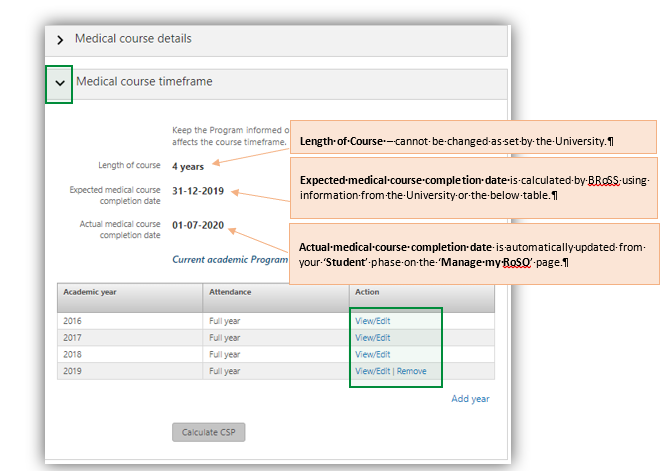 Medical course details
Medical course timeframe
Keep the Program informed o
affects the course timeframe.
Length of Course – cannot be changed as set by the University.¶
Length of course 4 years
Expected medical course completion date is calculated by BRoSS using
information from the University or the below table.¶
Expected medical course
completion date 31-12-2019
Actual medical course
completion date 01-07-2020
Actual medical course completion date is automatically updated from
your 'Student' phase on the 'Manage my RoSO' page.¶
Current academic Program
Academic year Attendance Action
2016 Full year View/Edit
2017 Full year View/Edit
2018 Full year View/Edit
2019 Full year View/Edit | Remove
Add year
Calculate CSP